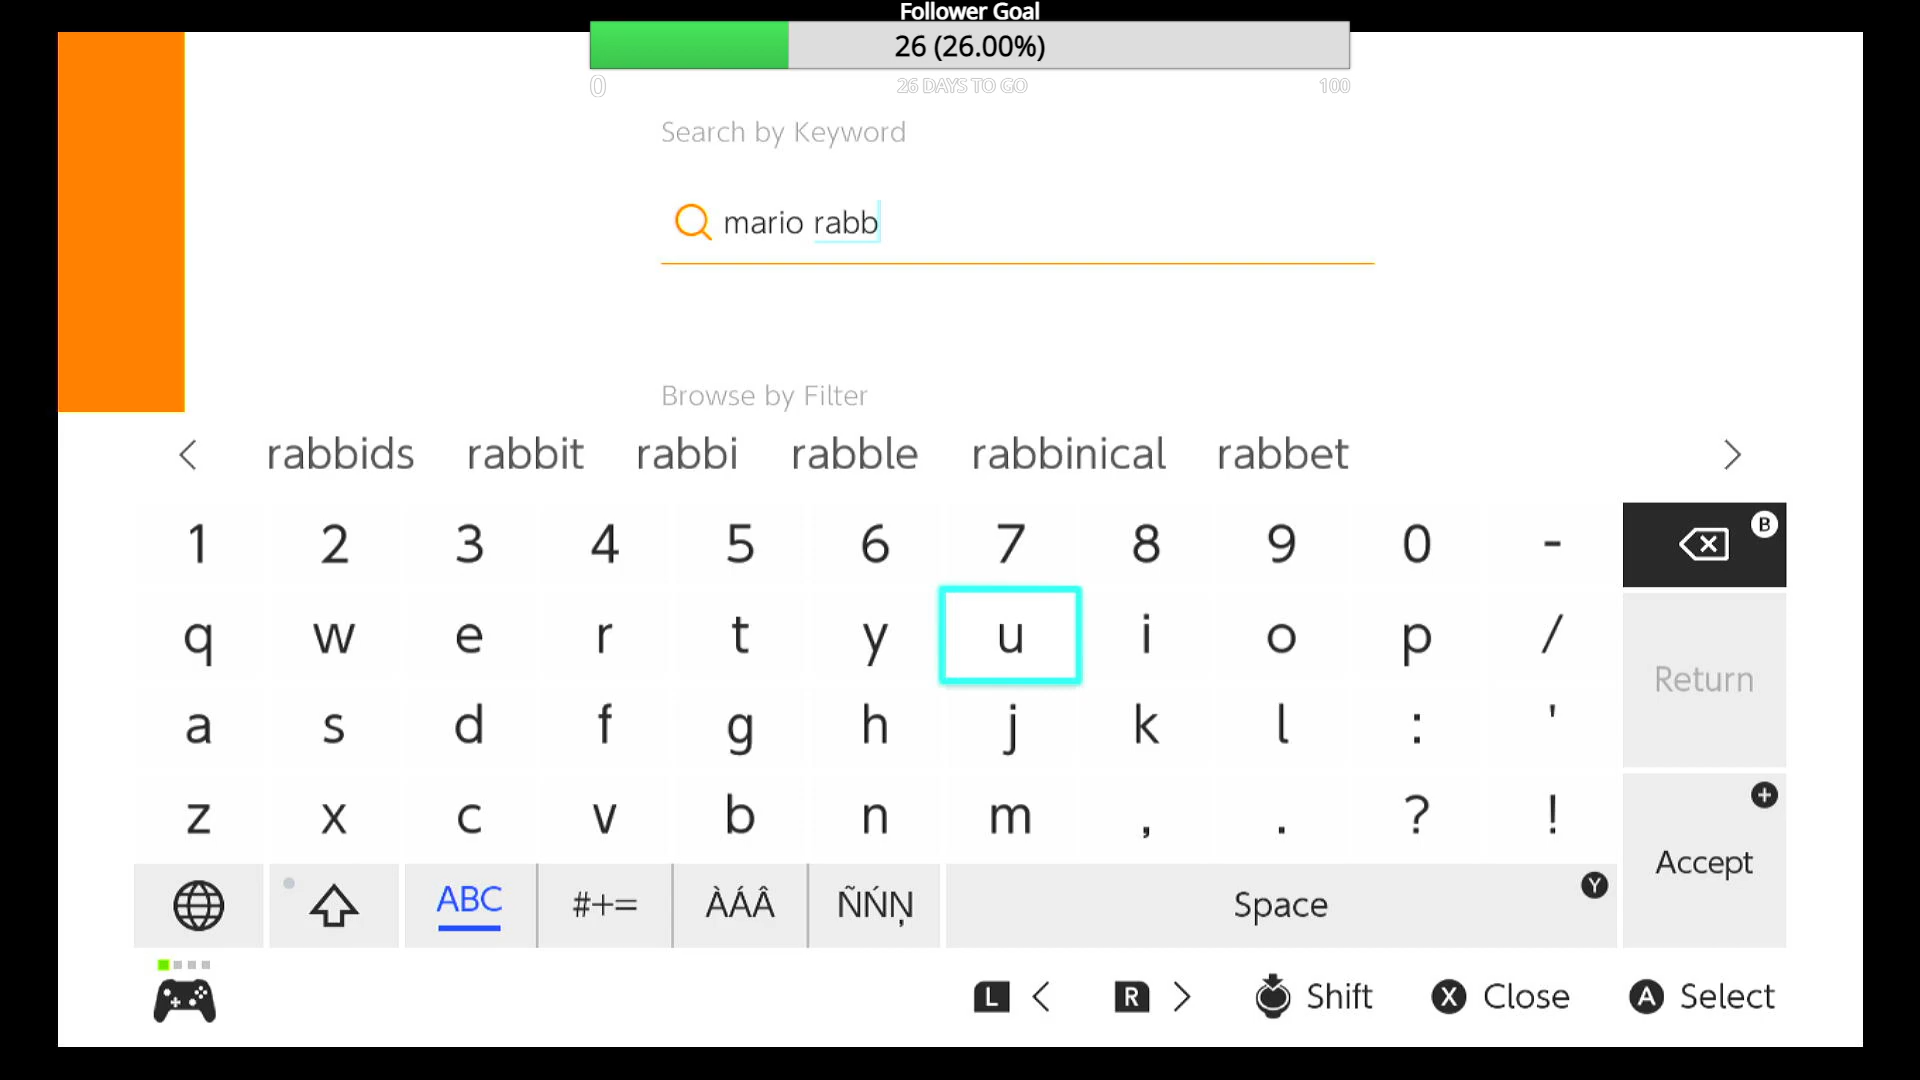 Follower Goal
26 (26.00%)
0 26 DAYS TO GO 100
Search by Keyword
mario rabb
Browse by Filter
< rabbids rabbit rabbi rabble rabbinical rabbet >
1 2 3 4 5 6 7 8 9 0 - B
q w e r t y u i o p /
Return
a s d f g h j k l : '
z x c v b n m , . ? ! +
Accept
ABC #+= ÀÁÂ ÑŃŅ Space Y
L < R > Shift X Close A Select